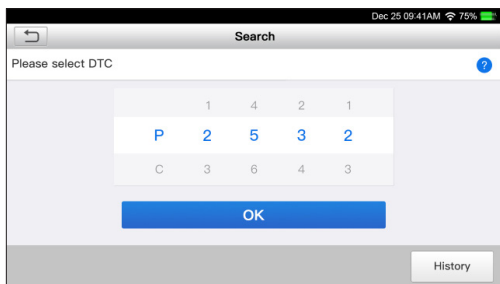 Dec 25 09:41AM 75%
Search
Please select DTC
?
1 4 2 1
P 2 5 3 2
C 3 6 4 3
OK
History